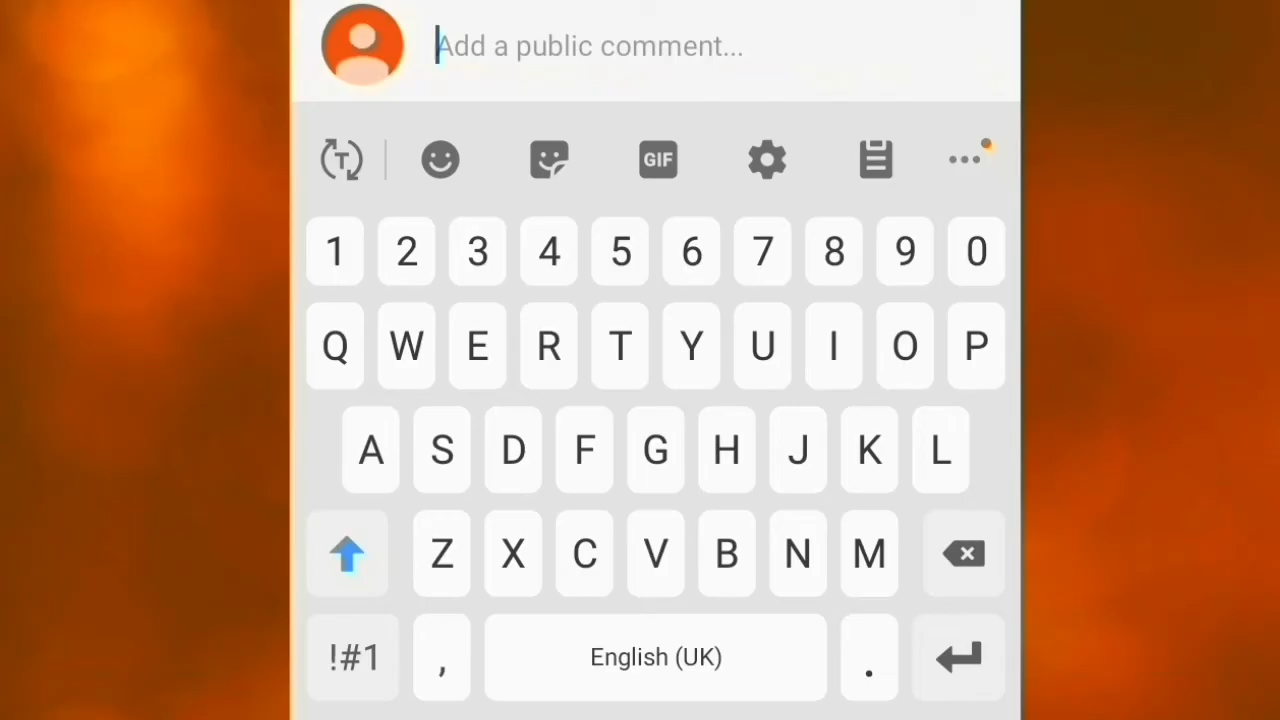 Add a public comment...
T GIF
1 2 3 4 5 6 7 8 9 0
Q W E R T Y U I O P
A S D F G H J K L
Z X C V B N M
!#1 , English (UK) .